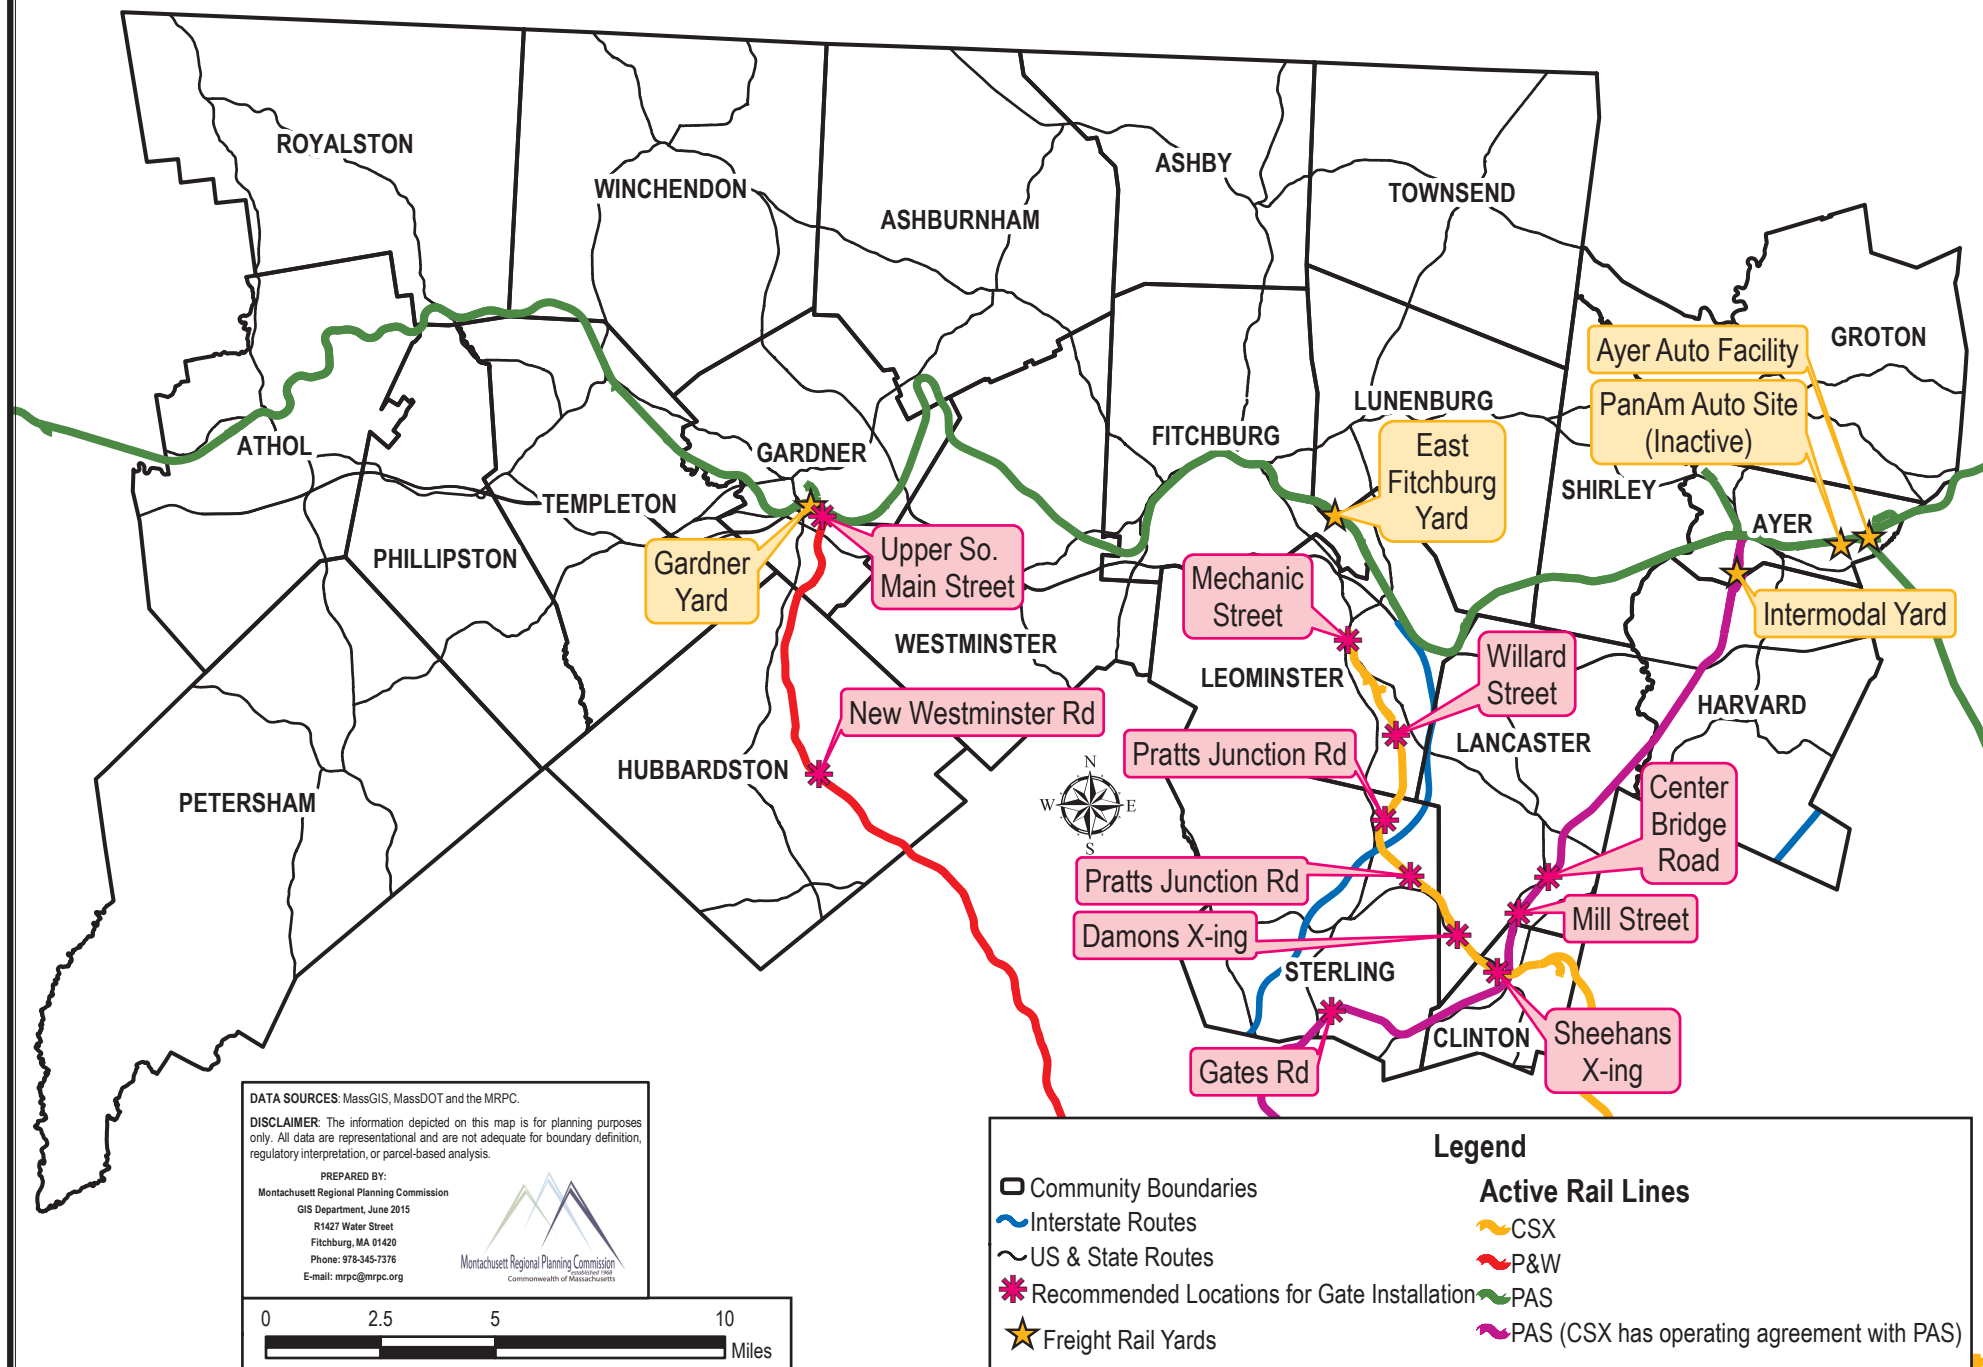 ROYALSTON
WINCHENDON
ASHBURNHAM
ASHBY
TOWNSEND
GROTON
Ayer Auto Facility
PanAm Auto Site
(Inactive)
LUNENBURG
FITCHBURG
East
Fitchburg
Yard
SHIRLEY
AYER
ATHOL
GARDNER
TEMPLETON
PHILLIPSTON
Gardner
Yard
Upper So.
Main Street
Mechanic
Street
Intermodal Yard
WESTMINSTER
LEOMINSTER
Willard
Street
HARVARD
New Westminster Rd
Pratts Junction Rd
LANCASTER
HUBBARDSTON
PETERSHAM
N
W
E
S
Center
Bridge
Road
Pratts Junction Rd
Mill Street
Damons X-ing
STERLING
CLINTON
Sheehans
X-ing
Gates Rd
DATA SOURCES: MassGIS, MassDOT and the MRPC.
DISCLAIMER: The information depicted on this map is for planning purposes
only. All data are representational and are not adequate for boundary definition,
regulatory interpretation, or parcel-based analysis.
PREPARED BY:
Montachusett Regional Planning Commission
GIS Department, June 2015
R1427 Water Street
Fitchburg, MA 01420
Phone: 978-345-7376
E-mail: mrpc@mrpc.org
Montachusett Regional Planning Commission
established 1968
Commonwealth of Massachusetts
0 2.5 5 10
Miles
Legend
Community Boundaries
Interstate Routes
US & State Routes
Recommended Locations for Gate Installation
Freight Rail Yards
Active Rail Lines
CSX
P&W
PAS
PAS (CSX has operating agreement with PAS)